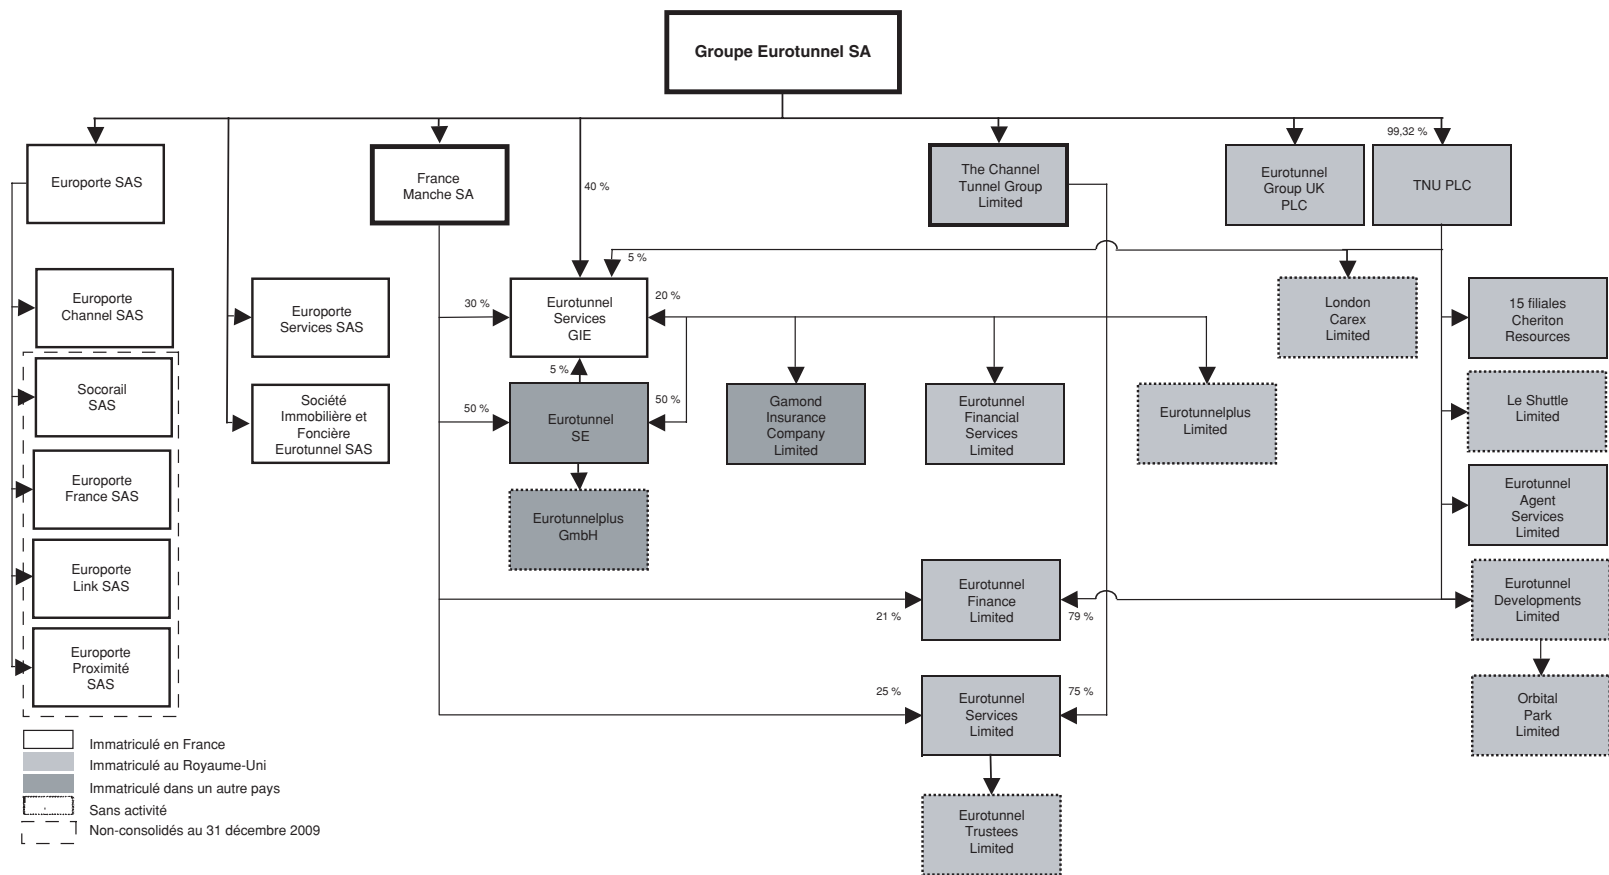 Groupe Eurotunnel SA
99,32 %
Europorte SAS
France
Manche SA
40 %
The Channel
Tunnel Group
Limited
Eurotunnel
Group UK
PLC
TNU PLC
5 %
Europorte
Channel SAS
Europorte
Services SAS
30 %
Eurotunnel
Services
GIE
20 %
London
Carex
Limited
15 filiales
Cheriton
Resources
5 %
Socorail
SAS
Société
Immobilière et
Foncière
Eurotunnel SAS
50 %
Eurotunnel
SE
50 %
Gamond
Insurance
Company
Limited
Eurotunnel
Financial
Services
Limited
Eurotunnelplus
Limited
Le Shuttle
Limited
Europorte
France SAS
Eurotunnelplus
GmbH
Eurotunnel
Agent
Services
Limited
Europorte
Link SAS
21 %
Eurotunnel
Finance
Limited
79 %
Eurotunnel
Developments
Limited
Europorte
Proximité
SAS
25 %
Eurotunnel
Services
Limited
75 %
Orbital
Park
Limited
Eurotunnel
Trustees
Limited
Immatriculé en France
Immatriculé au Royaume-Uni
Immatriculé dans un autre pays
Sans activité
Non-consolidés au 31 décembre 2009